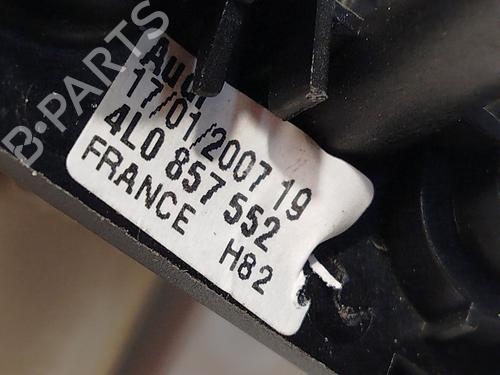 B-PARTS
Audi
17/01/2007 19
4L0 857 552
FRANCE H82